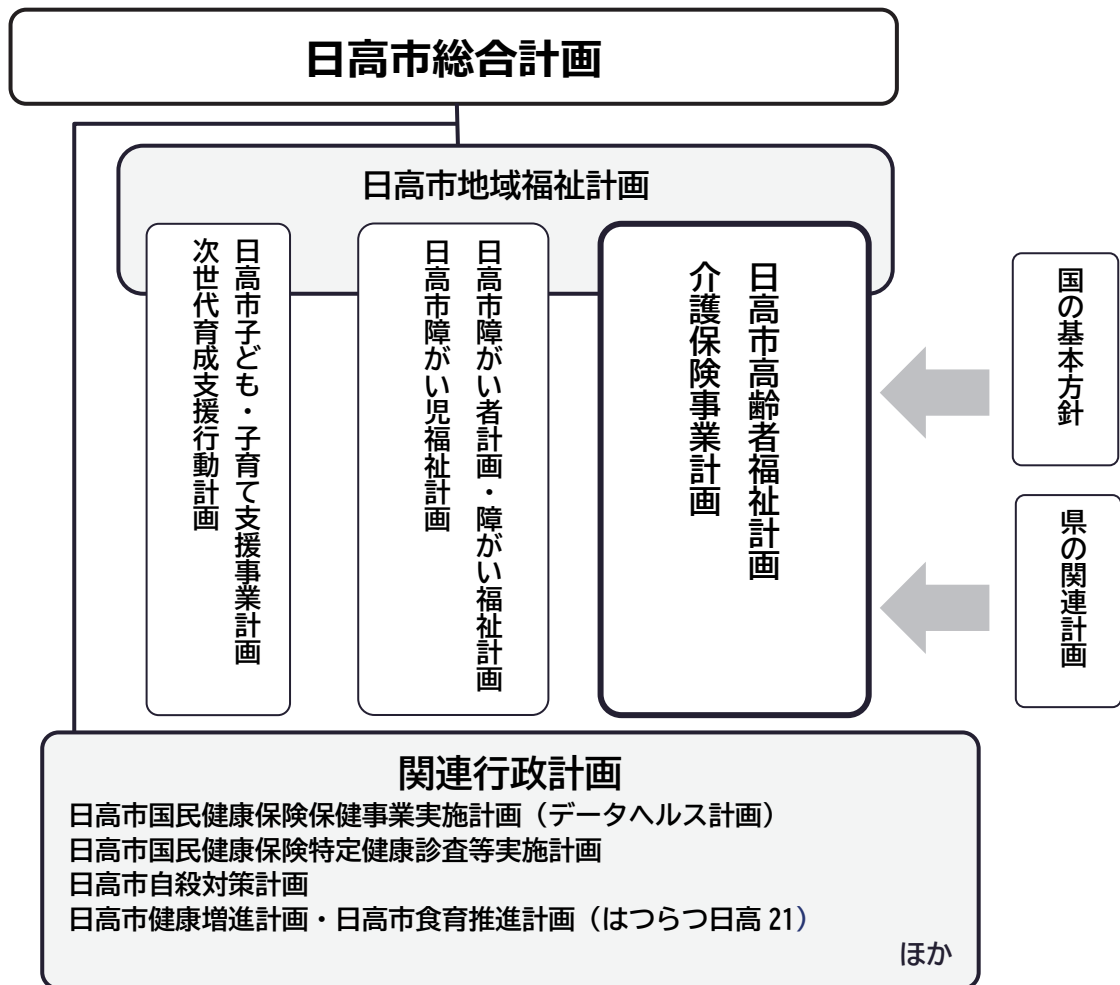 日高市総合計画
日高市地域福祉計画
日高市高齢者福祉計画
介護保険事業計画
日高市障がい者計画・障がい福祉計画
日高市障がい児福祉計画
日高市子ども・子育て支援事業計画
次世代育成支援行動計画
国の基本方針
県の関連計画
関連行政計画
日高市国民健康保険保健事業実施計画（データヘルス計画）
日高市国民健康保険特定健康診査等実施計画
日高市自殺対策計画
日高市健康増進計画・日高市食育推進計画（はつらつ日高 21）
ほか